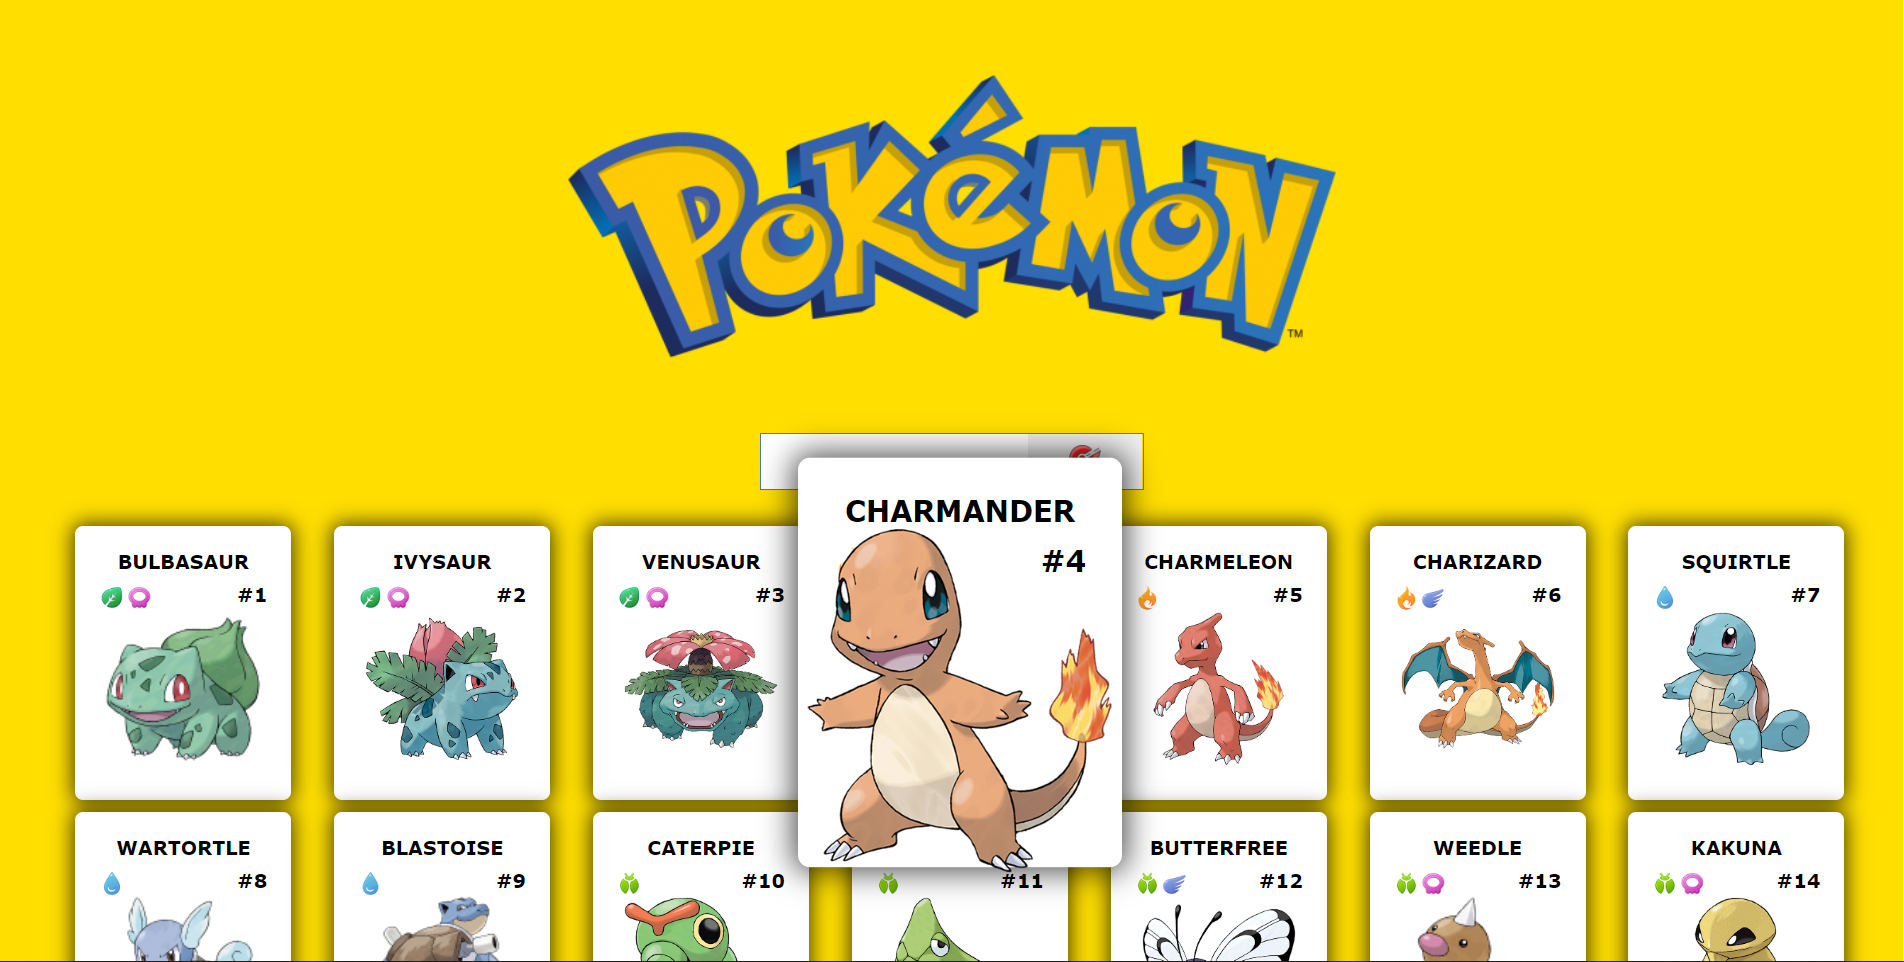 POKéMON
TM
CHARMANDER
#4
BULBASAUR
#1
IVYSAUR
#2
VENUSAUR
#3
CHARMELEON
#5
CHARIZARD
#6
SQUIRTLE
#7
WARTORTLE
#8
BLASTOISE
#9
CATERPIE
#10
#11
BUTTERFREE
#12
WEEDLE
#13
KAKUNA
#14